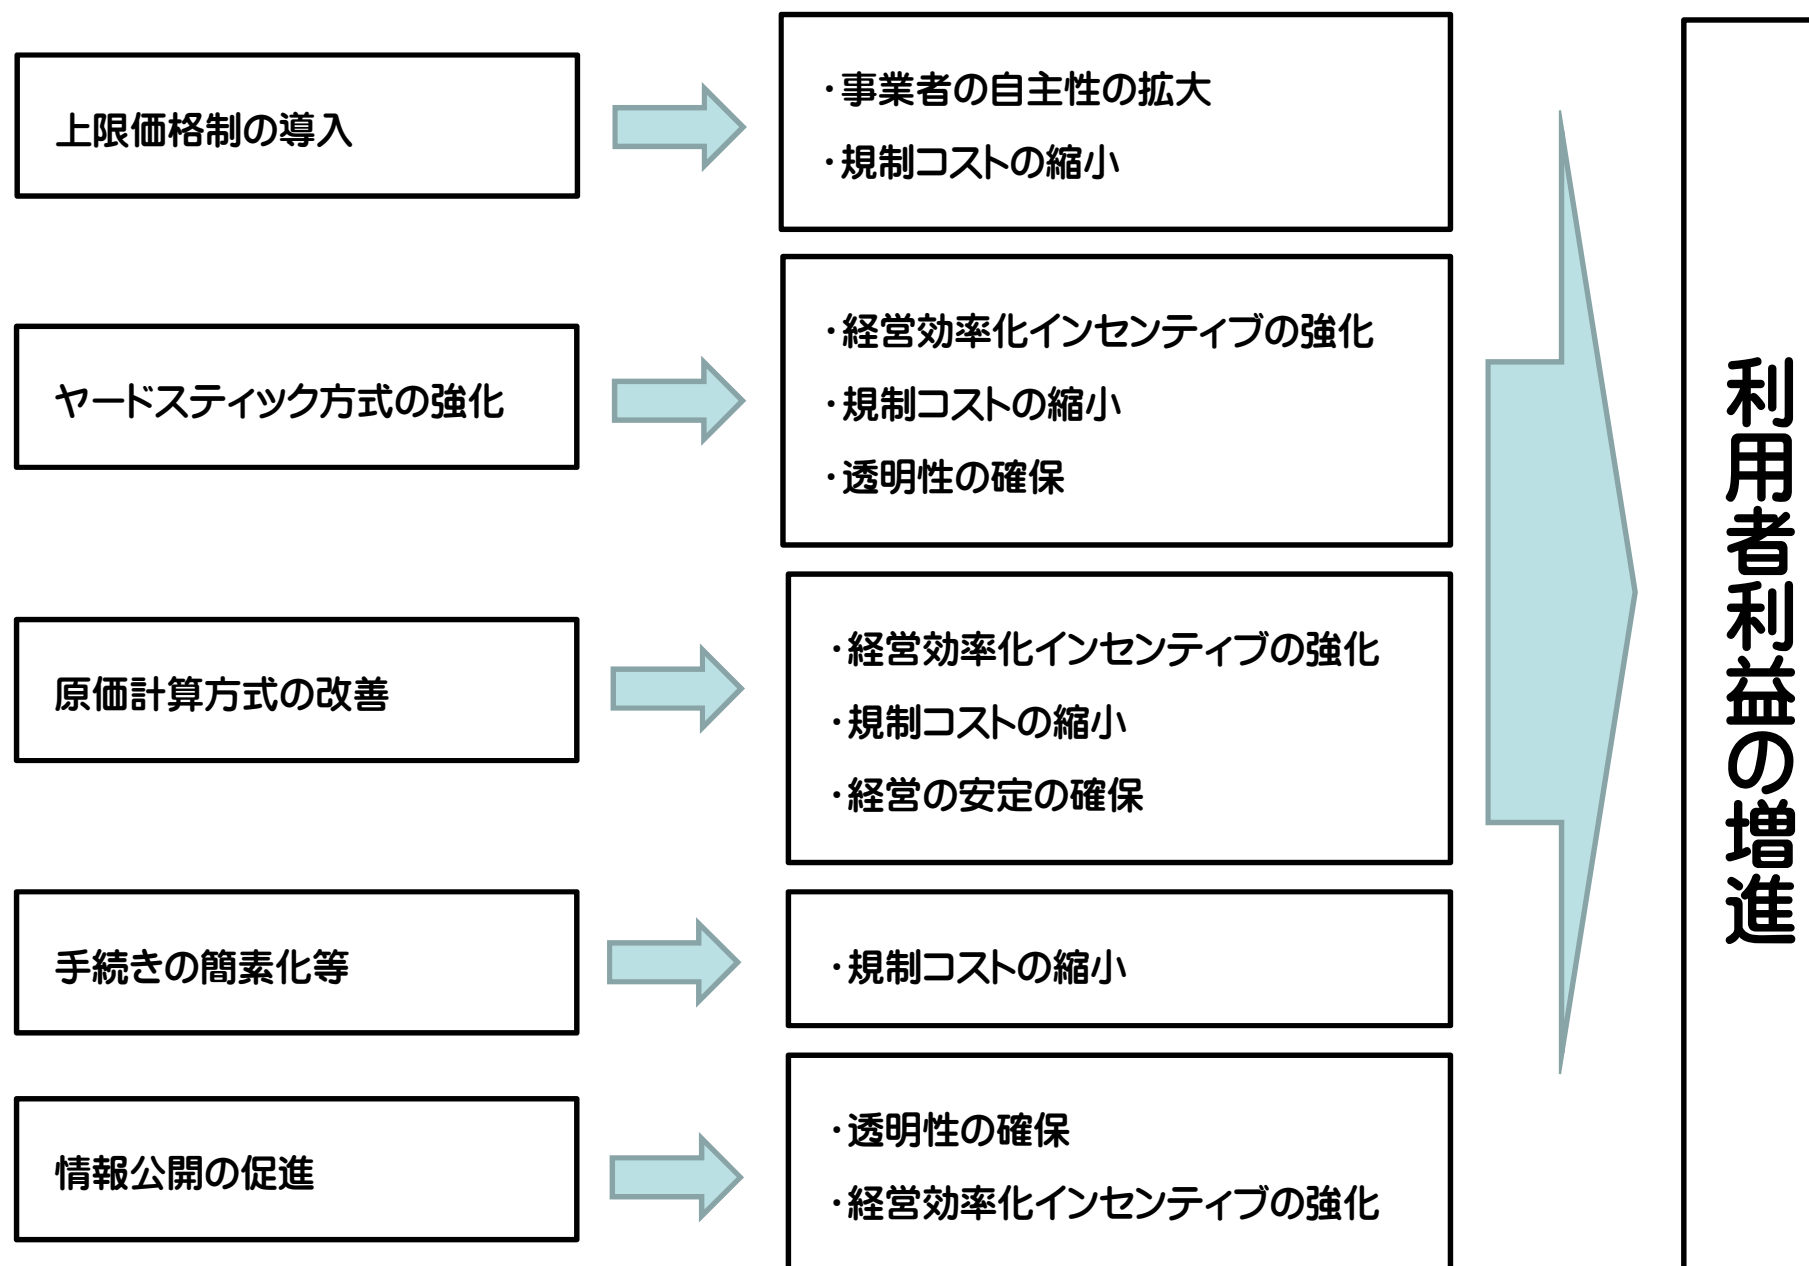 上限価格制の導入
・事業者の自主性の拡大
・規制コストの縮小
ヤードスティック方式の強化
・経営効率化インセンティブの強化
・規制コストの縮小
・透明性の確保
原価計算方式の改善
・経営効率化インセンティブの強化
・規制コストの縮小
・経営の安定の確保
手続きの簡素化等
・規制コストの縮小
情報公開の促進
・透明性の確保
・経営効率化インセンティブの強化
利用者利益の増進